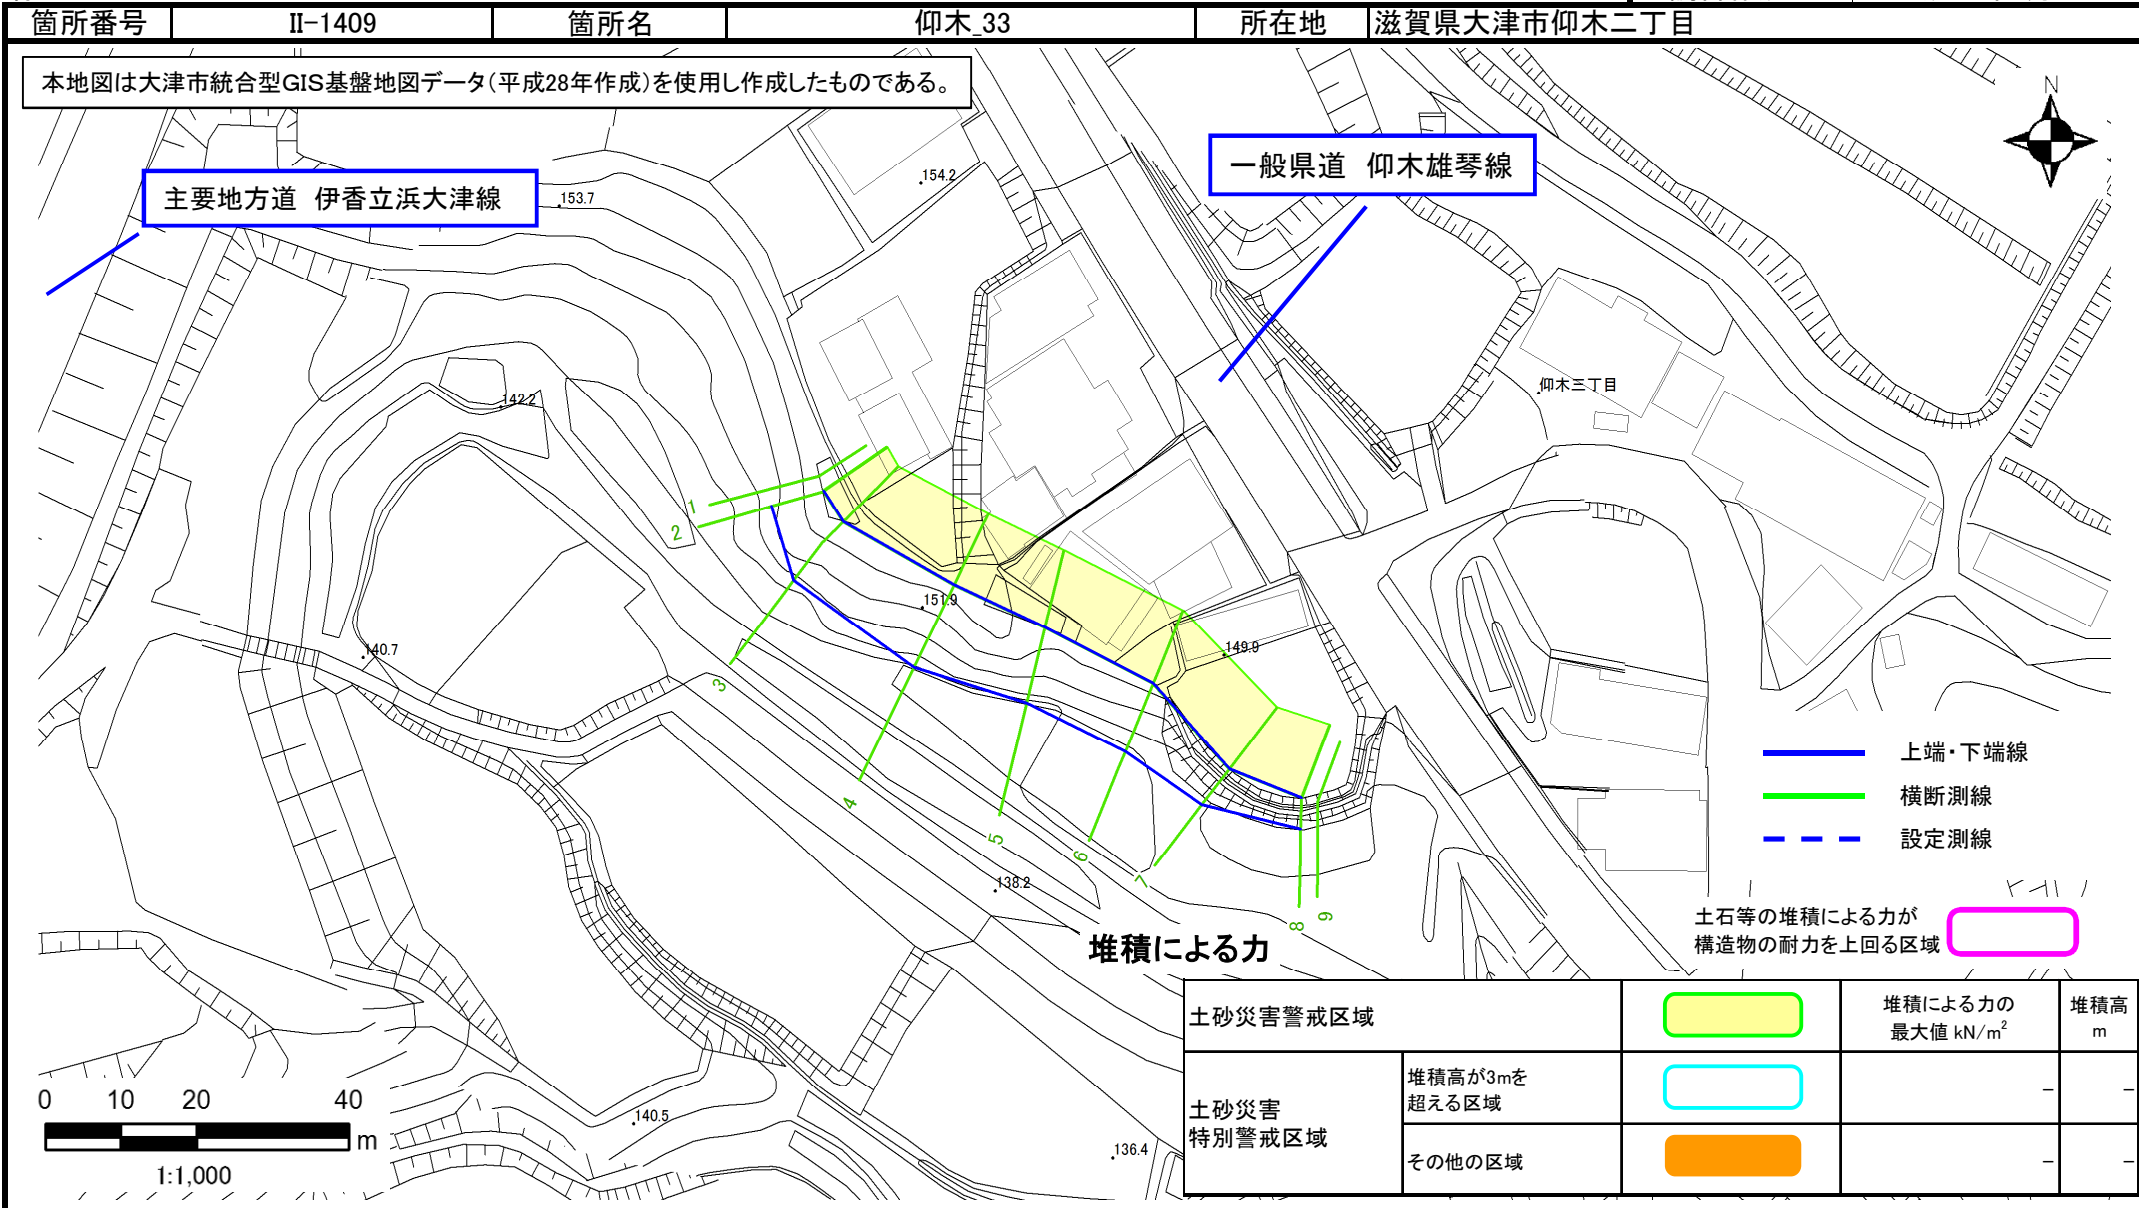 箇所番号 II-1409 箇所名 仰木_33 所在地 滋賀県大津市仰木二丁目
本地図は大津市統合型GIS基盤地図データ(平成28年作成)を使用し作成したものである。
N
一般県道 仰木雄琴線
主要地方道 伊香立浜大津線
154.2
153.7
仰木三丁目
142.2
1
2
151.9
149.9
140.7
3
4
5
6
7
8
9
138.2
上端・下端線
横断測線
設定測線
土石等の堆積による力が
構造物の耐力を上回る区域
堆積による力
土砂災害警戒区域
堆積による力の
最大値 kN/m²
堆積高
m
土砂災害
特別警戒区域
堆積高が3mを
超える区域
- -
その他の区域
- -
0 10 20 40
m
1:1,000
140.5
136.4